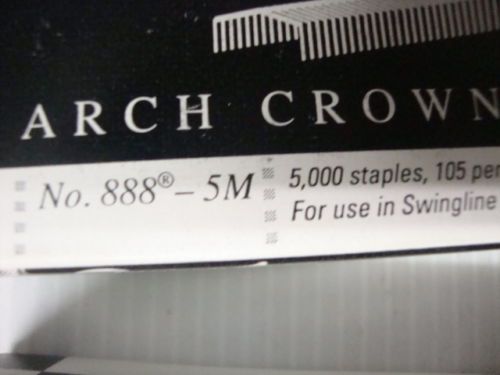 ARCH CROWN
No. 888® – 5M
5,000 staples, 105 per
For use in Swingline